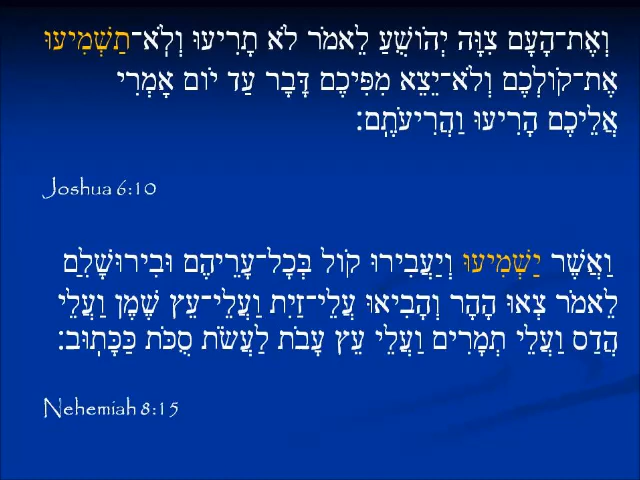 וְאֶת־הָעָם צִוָּה יְהוֹשֻׁעַ לֵאמֹר לֹא תָרִיעוּ וְלֹא־תַשְׁמִיעוּ
אֶת־קוֹלְכֶם וְלֹא־יֵצֵא מִפִּיכֶם דָּבָר עַד יוֹם אָמְרִי
אֲלֵיכֶם הָרִיעוּ וַהֲרִיעֹתֶם׃
Joshua 6:10
וַאֲשֶׁר יַשְׁמִיעוּ וְיַעֲבִירוּ קוֹל בְּכָל־עָרֵיהֶם וּבִירוּשָׁלִַם
לֵאמֹר צְאוּ הָהָר וְהָבִיאוּ עֲלֵי־זַיִת וַעֲלֵי־עֵץ שֶׁמֶן וַעֲלֵי
הֲדַס וַעֲלֵי תְמָרִים וַעֲלֵי עֵץ עָבֹת לַעֲשֹׂת סֻכֹּת כַּכָּתוּב׃
Nehemiah 8:15